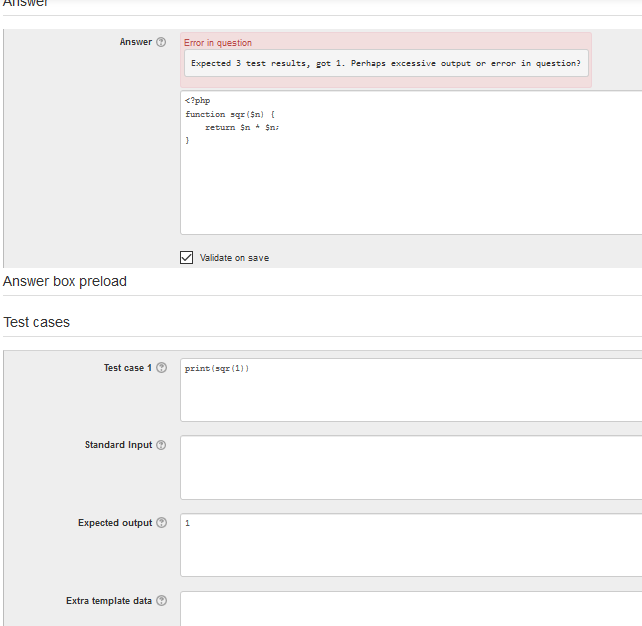 Answer
Answer
Error in question
Expected 3 test results, got 1. Perhaps excessive output or error in question?
<?php
function sqr($n) {
    return $n * $n;
}
Validate on save
Answer box preload
Test cases
Test case 1
print(sqr(1))
Standard Input
Expected output
1
Extra template data